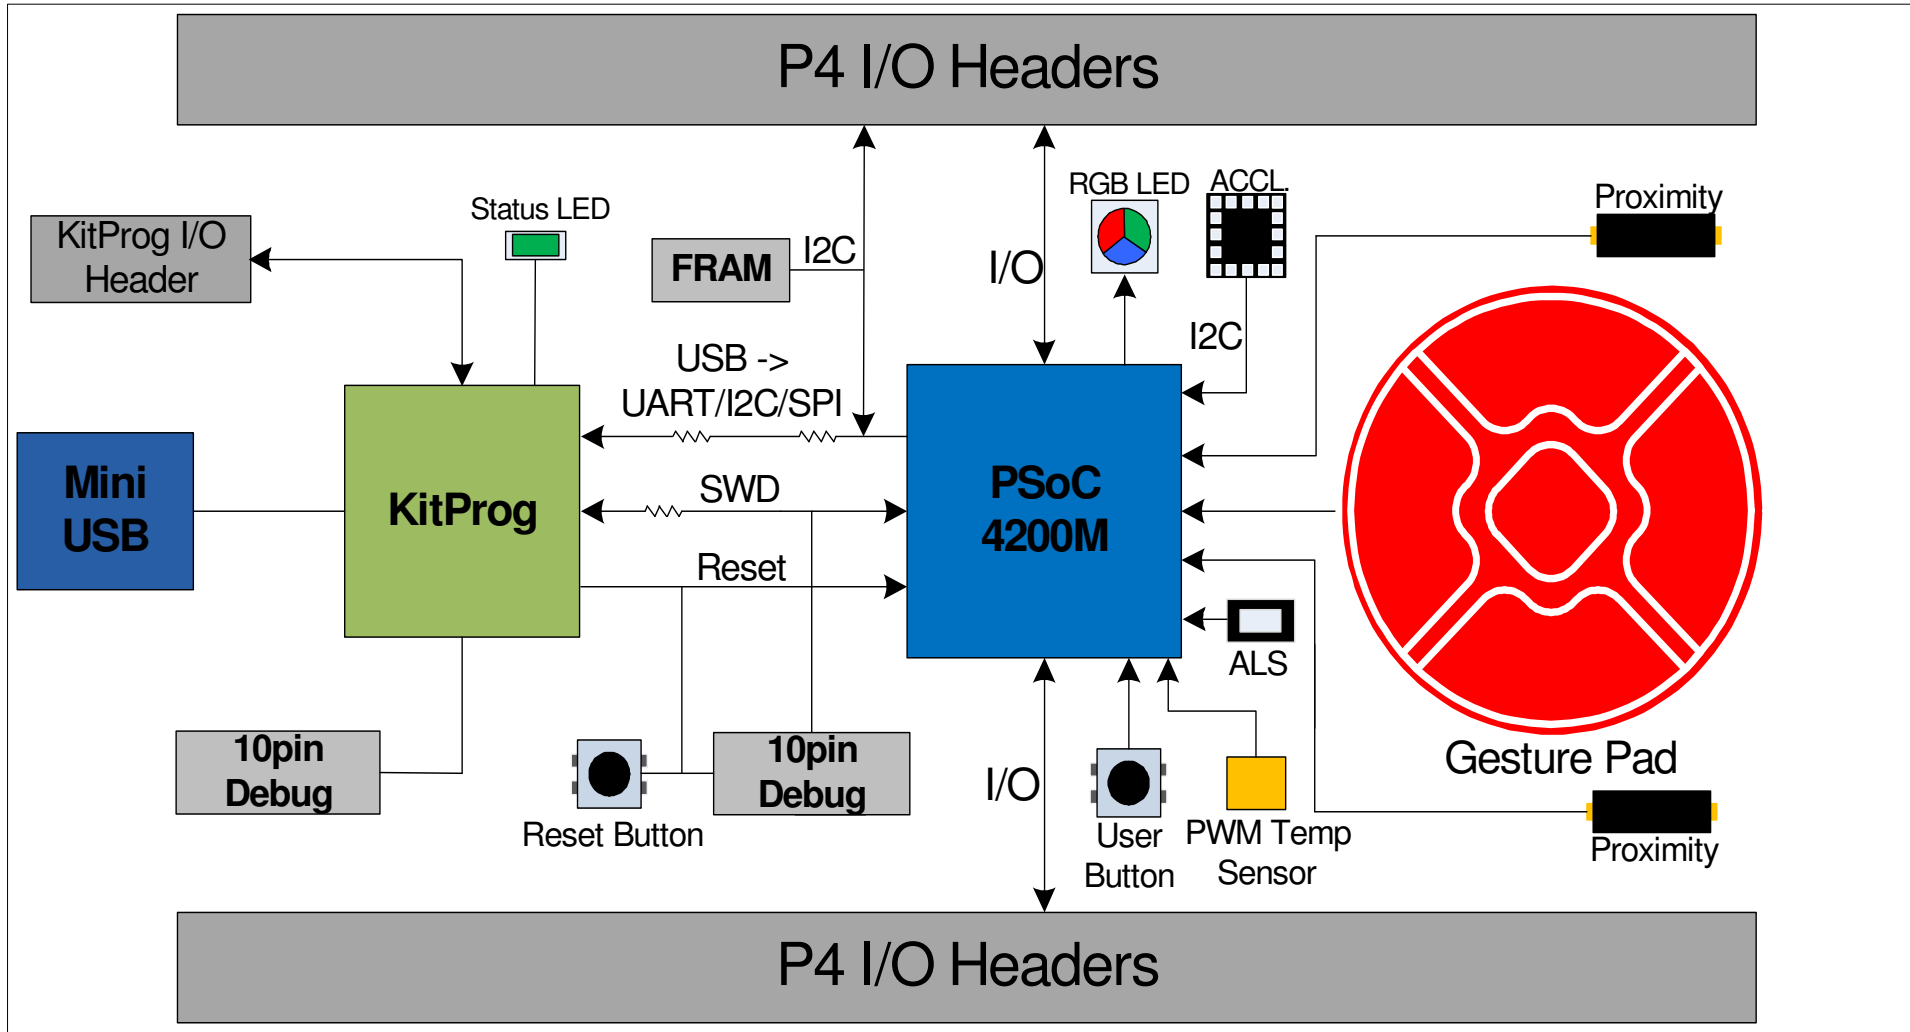 P4 I/O Headers
RGB LED
ACCL.
Proximity
Status LED
KitProg I/O
Header
FRAM
I2C
I/O
I2C
USB ->
UART/I2C/SPI
Mini
USB
KitProg
SWD
PSoC
4200M
Reset
ALS
10pin
Debug
Reset Button
10pin
Debug
I/O
User
Button
PWM Temp
Sensor
Gesture Pad
Proximity
P4 I/O Headers